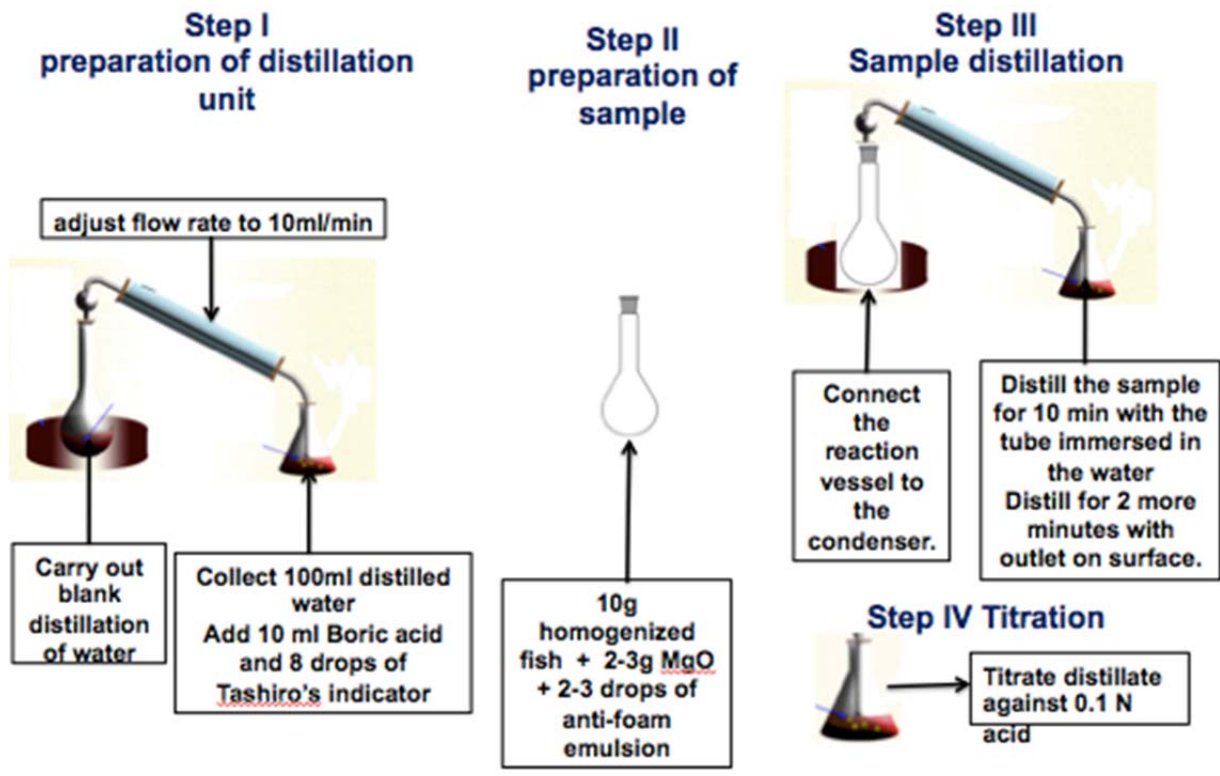 Step I
preparation of distillation
unit
adjust flow rate to 10ml/min
Carry out
blank
distillation
of water
Collect 100ml distilled
water
Add 10 ml Boric acid
and 8 drops of
Tashiro's indicator
Step II
preparation of
sample
10g
homogenized
fish + 2-3g MgO
+ 2-3 drops of
anti-foam
emulsion
Step III
Sample distillation
Connect
the
reaction
vessel to
the
condenser.
Distill the sample
for 10 min with the
tube immersed in
the water
Distill for 2 more
minutes with
outlet on surface.
Step IV Titration
Titrate distillate
against 0.1 N
acid